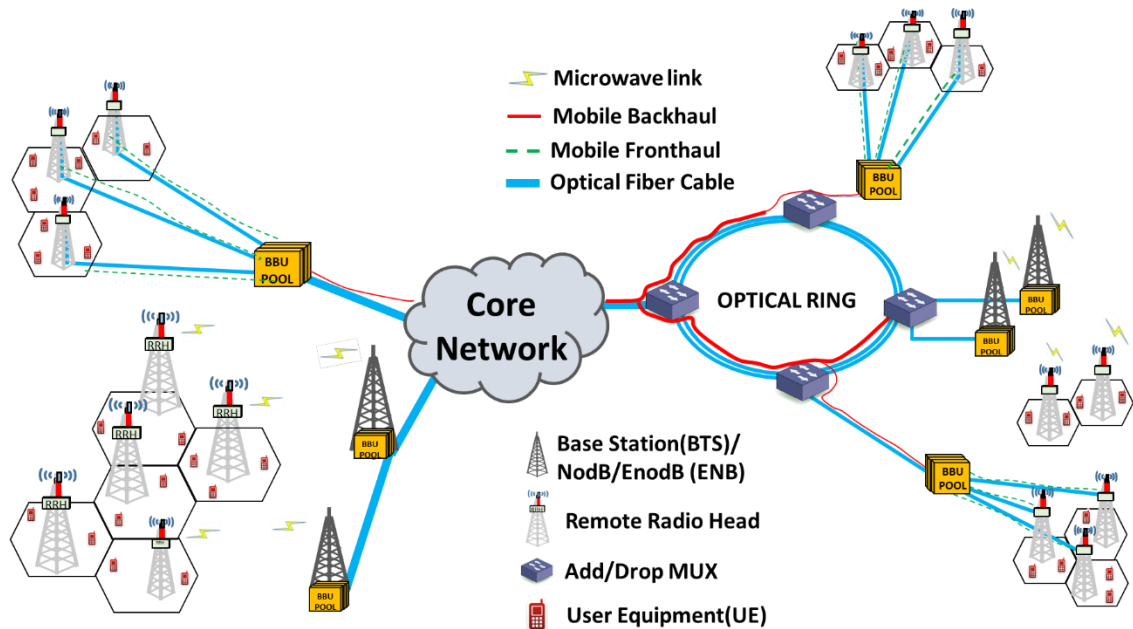 Microwave link
Mobile Backhaul
Mobile Fronthaul
Optical Fiber Cable
BBU
POOL
BBU
POOL
Core
Network
OPTICAL RING
BBU
POOL
BBU
POOL
RRH
RRH
RRH
RRH
BBU
POOL
BBU
POOL
BBU
POOL
Base Station(BTS)/
NodB/EnodB (ENB)
Remote Radio Head
Add/Drop MUX
User Equipment(UE)